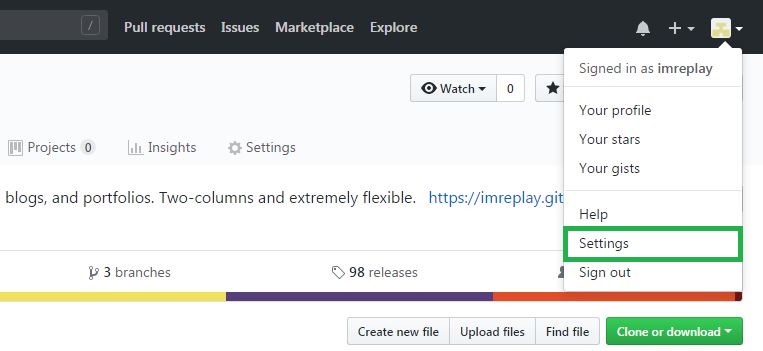 / Pull requests Issues Marketplace Explore
Signed in as imreplay
Watch 0
Your profile
Your stars
Projects 0 Insights Settings
Your gists
blogs, and portfolios. Two-columns and extremely flexible. https://imreplay.git
Help
Settings
3 branches 98 releases
Sign out
Create new file Upload files Find file Clone or download